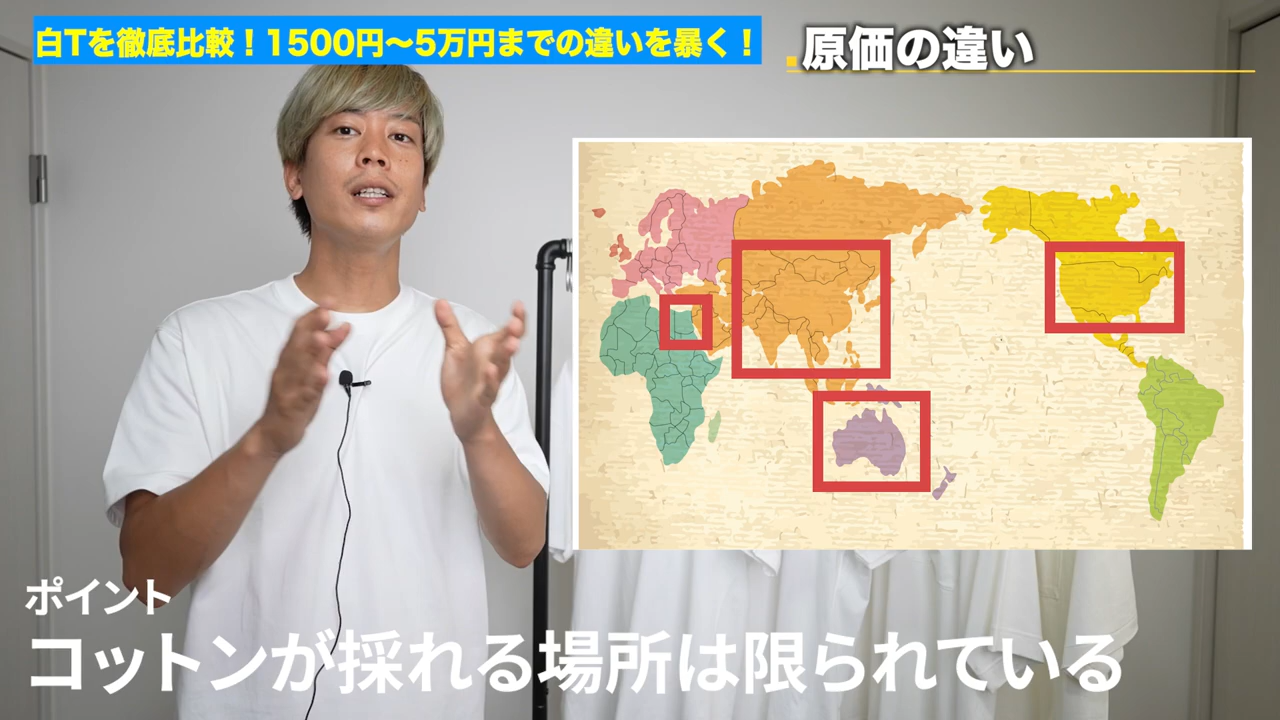 白Tを徹底比較！1500円〜5万円までの違いを暴く！
原価の違い
ポイント
コットンが採れる場所は限られている